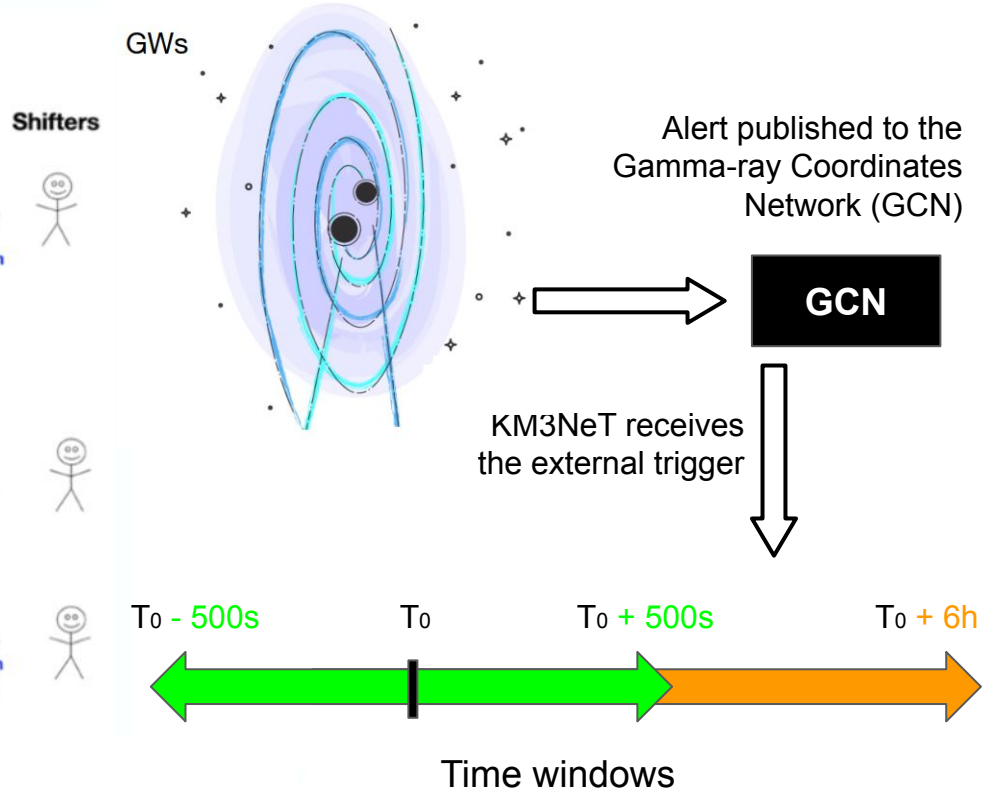 GWs
Shifters
Alert published to the
Gamma-ray Coordinates
Network (GCN)
GCN
KM3NeT receives
the external trigger
T0 - 500s
T0
T0 + 500s
T0 + 6h
Time windows